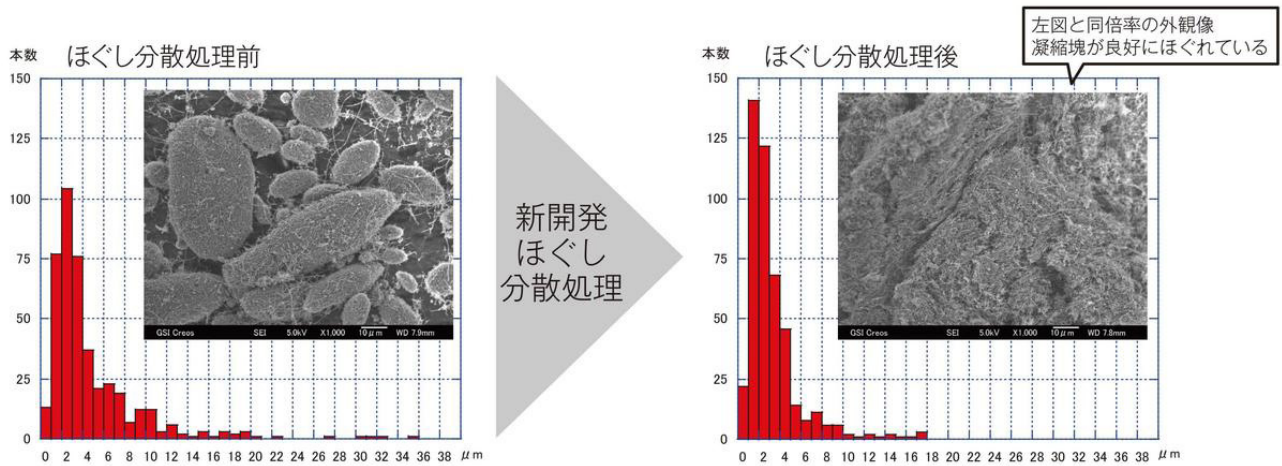 左図と同倍率の外観像
凝縮塊が良好にほぐれている
本数
ほぐし分散処理前
150
125
100
75
50
25
0
0 2 4 6 8 10 12 14 16 18 20 22 24 26 28 30 32 34 36 38 μm
GSI Creos SEI 5.0kV X1,000 10μm WD 7.9mm
新開発
ほぐし
分散処理
本数
ほぐし分散処理後
150
125
100
75
50
25
0
0 2 4 6 8 10 12 14 16 18 20 22 24 26 28 30 32 34 36 38 μm
GSI Creos SEI 5.0kV X1,000 10μm WD 7.8mm